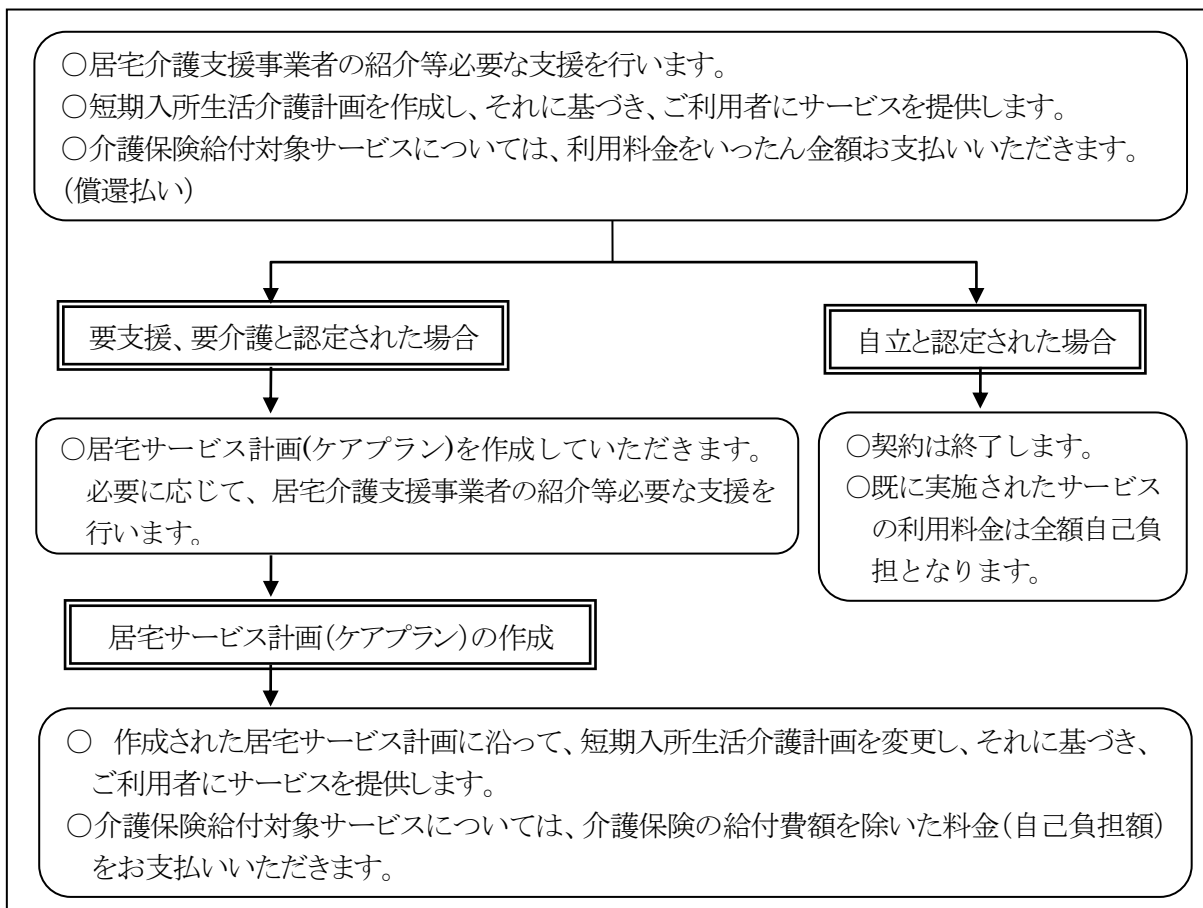 ○居宅介護支援事業者の紹介等必要な支援を行います。
○短期入所生活介護計画を作成し、それに基づき、ご利用者にサービスを提供します。
○介護保険給付対象サービスについては、利用料金をいったん金額お支払いいただきます。
(償還払い)
要支援、要介護と認定された場合
自立と認定された場合
○居宅サービス計画(ケアプラン)を作成していただきます。
必要に応じて、居宅介護支援事業者の紹介等必要な支援を
行います。
○契約は終了します。
○既に実施されたサービス
の利用料金は全額自己負
担となります。
居宅サービス計画(ケアプラン)の作成
○ 作成された居宅サービス計画に沿って、短期入所生活介護計画を変更し、それに基づき、
ご利用者にサービスを提供します。
○介護保険給付対象サービスについては、介護保険の給付費額を除いた料金(自己負担額)
をお支払いいただきます。